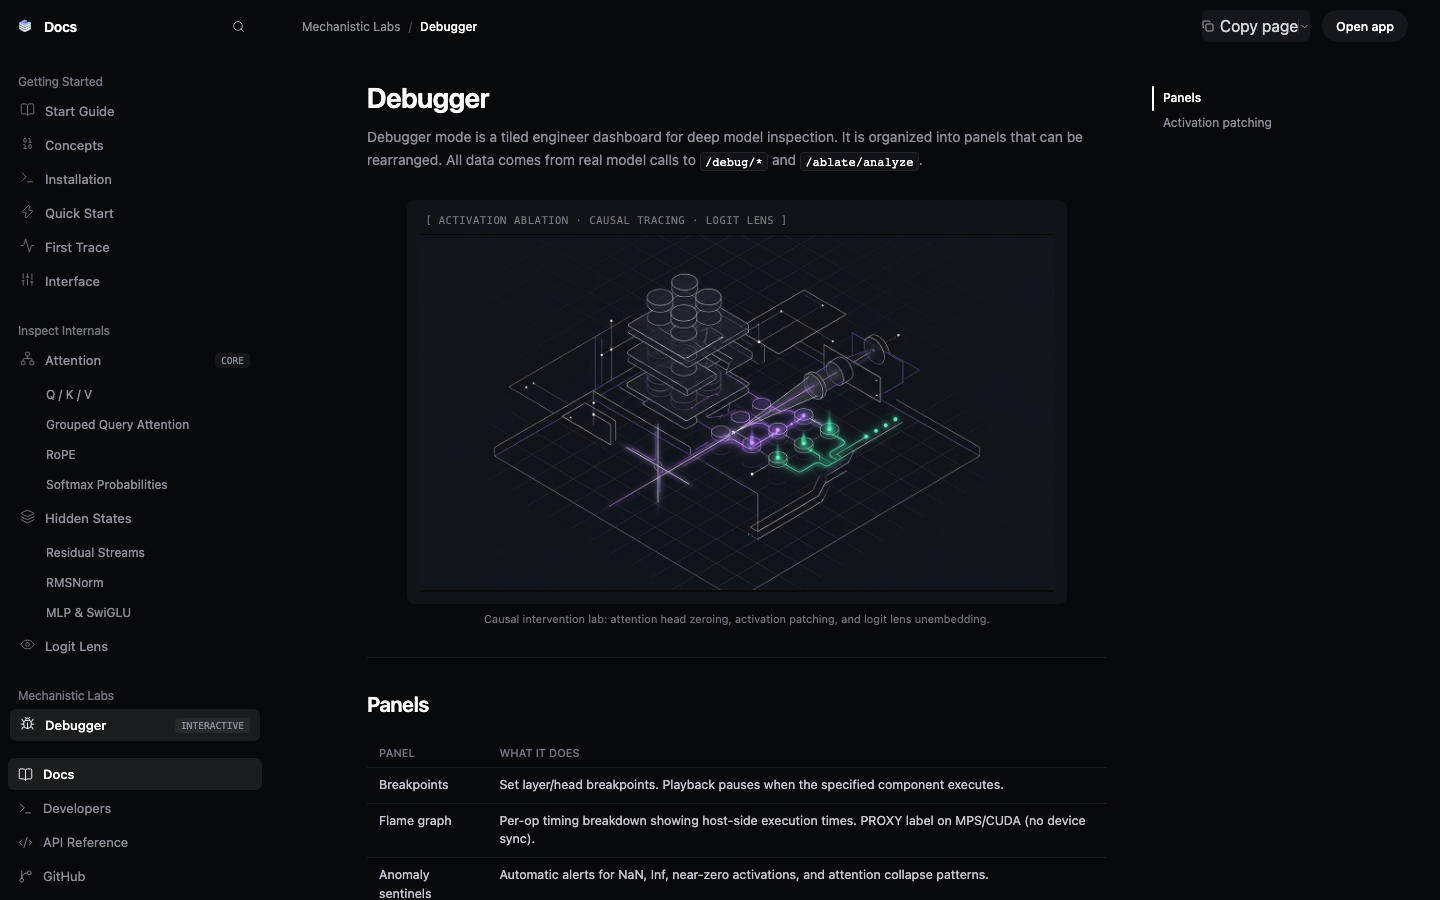 Docs
Mechanistic Labs / Debugger
Copy page
Open app
Getting Started
Start Guide
Concepts
Installation
Quick Start
First Trace
Interface
Inspect Internals
Attention CORE
Q / K / V
Grouped Query Attention
RoPE
Softmax Probabilities
Hidden States
Residual Streams
RMSNorm
MLP & SwiGLU
Logit Lens
Mechanistic Labs
Debugger INTERACTIVE
Docs
Developers
API Reference
GitHub
Debugger
Debugger mode is a tiled engineer dashboard for deep model inspection. It is organized into panels that can be
rearranged. All data comes from real model calls to /debug/* and /ablate/analyze.
[ ACTIVATION ABLATION · CAUSAL TRACING · LOGIT LENS ]
Causal intervention lab: attention head zeroing, activation patching, and logit lens unembedding.
Panels
PANEL WHAT IT DOES
Breakpoints Set layer/head breakpoints. Playback pauses when the specified component executes.
Flame graph Per-op timing breakdown showing host-side execution times. PROXY label on MPS/CUDA (no device
sync).
Anomaly Automatic alerts for NaN, Inf, near-zero activations, and attention collapse patterns.
sentinels
Panels
Activation patching